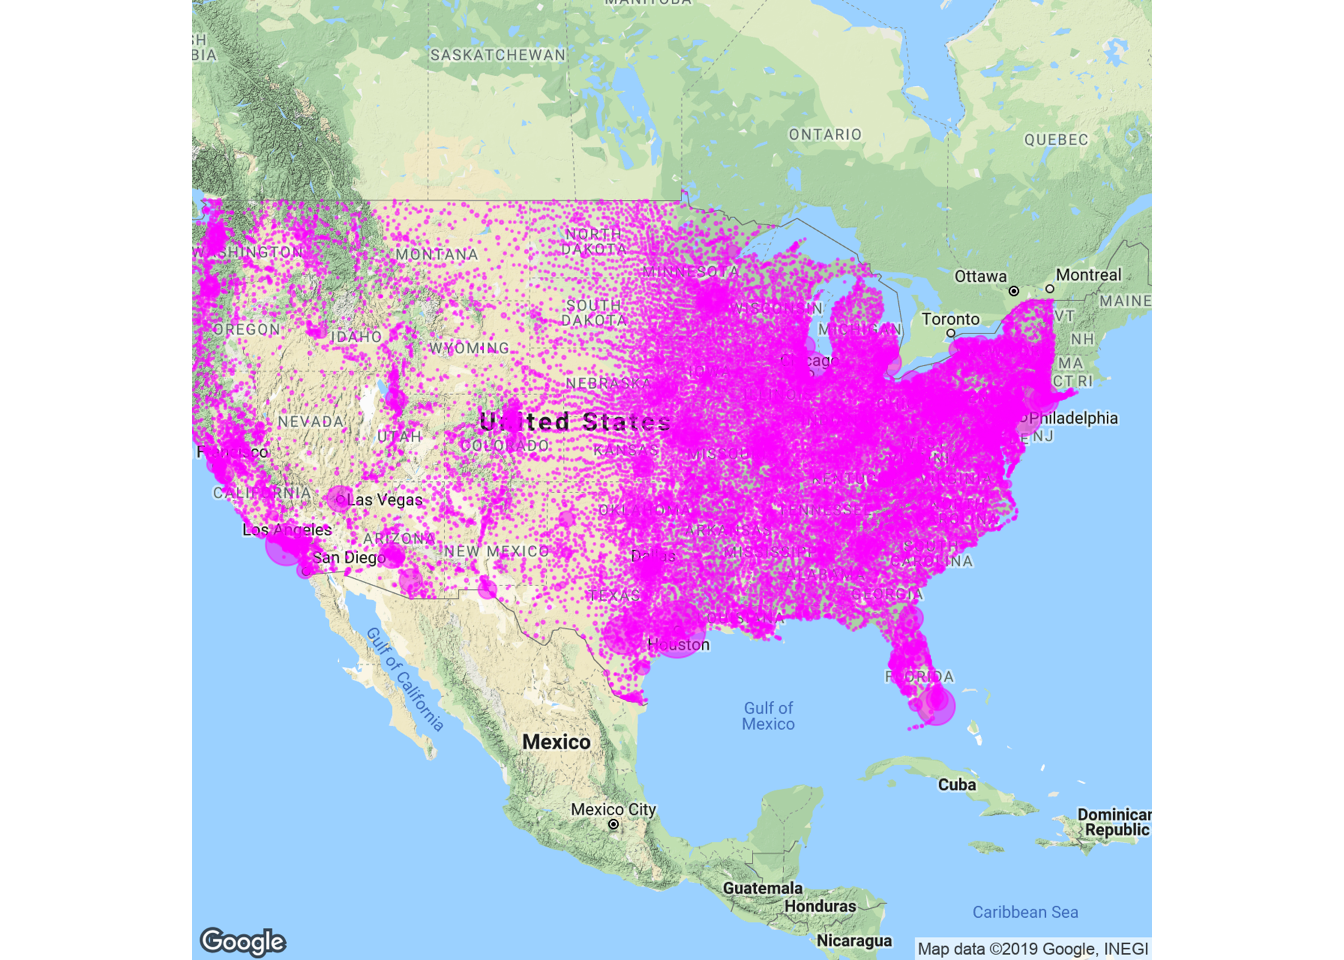 MANITOBA
SASKATCHEWAN
ONTARIO
QUEBEC
WASHINGTON
MONTANA
NORTH
DAKOTA
MINNESOTA
Ottawa
Montreal
MAINE
OREGON
IDAHO
WYOMING
SOUTH
DAKOTA
WISCONSIN
MICHIGAN
Toronto
VT
NH
MA
CT RI
NEBRASKA
Chicago
NEVADA
UTAH
United States
COLORADO
KANSAS
MISSOU
Philadelphia
NJ
Francisco
CALIFORNIA
Las Vegas
Los Angeles
San Diego
ARIZONA
NEW MEXICO
OKLAHOMA
ARKANSAS
TENNESSEE
MISSISSIPPI
Dallas
SOUTH
CAROLINA
TEXAS
GEORGIA
Houston
FLORIDA
Gulf of California
Gulf of
Mexico
Mexico
Mexico City
Cuba
Dominican
Republic
Guatemala
Honduras
Nicaragua
Caribbean Sea
Google
Map data ©2019 Google, INEGI